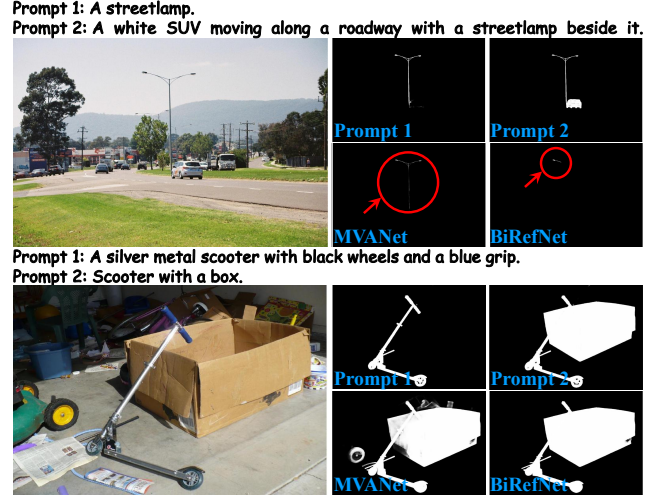 Prompt 1: A streetlamp.
Prompt 2: A white SUV moving along a roadway with a streetlamp beside it.
Prompt 1 Prompt 2
MVANet BiRefNet
Prompt 1: A silver metal scooter with black wheels and a blue grip.
Prompt 2: Scooter with a box.
Prompt 1 Prompt 2
MVANet BiRefNet